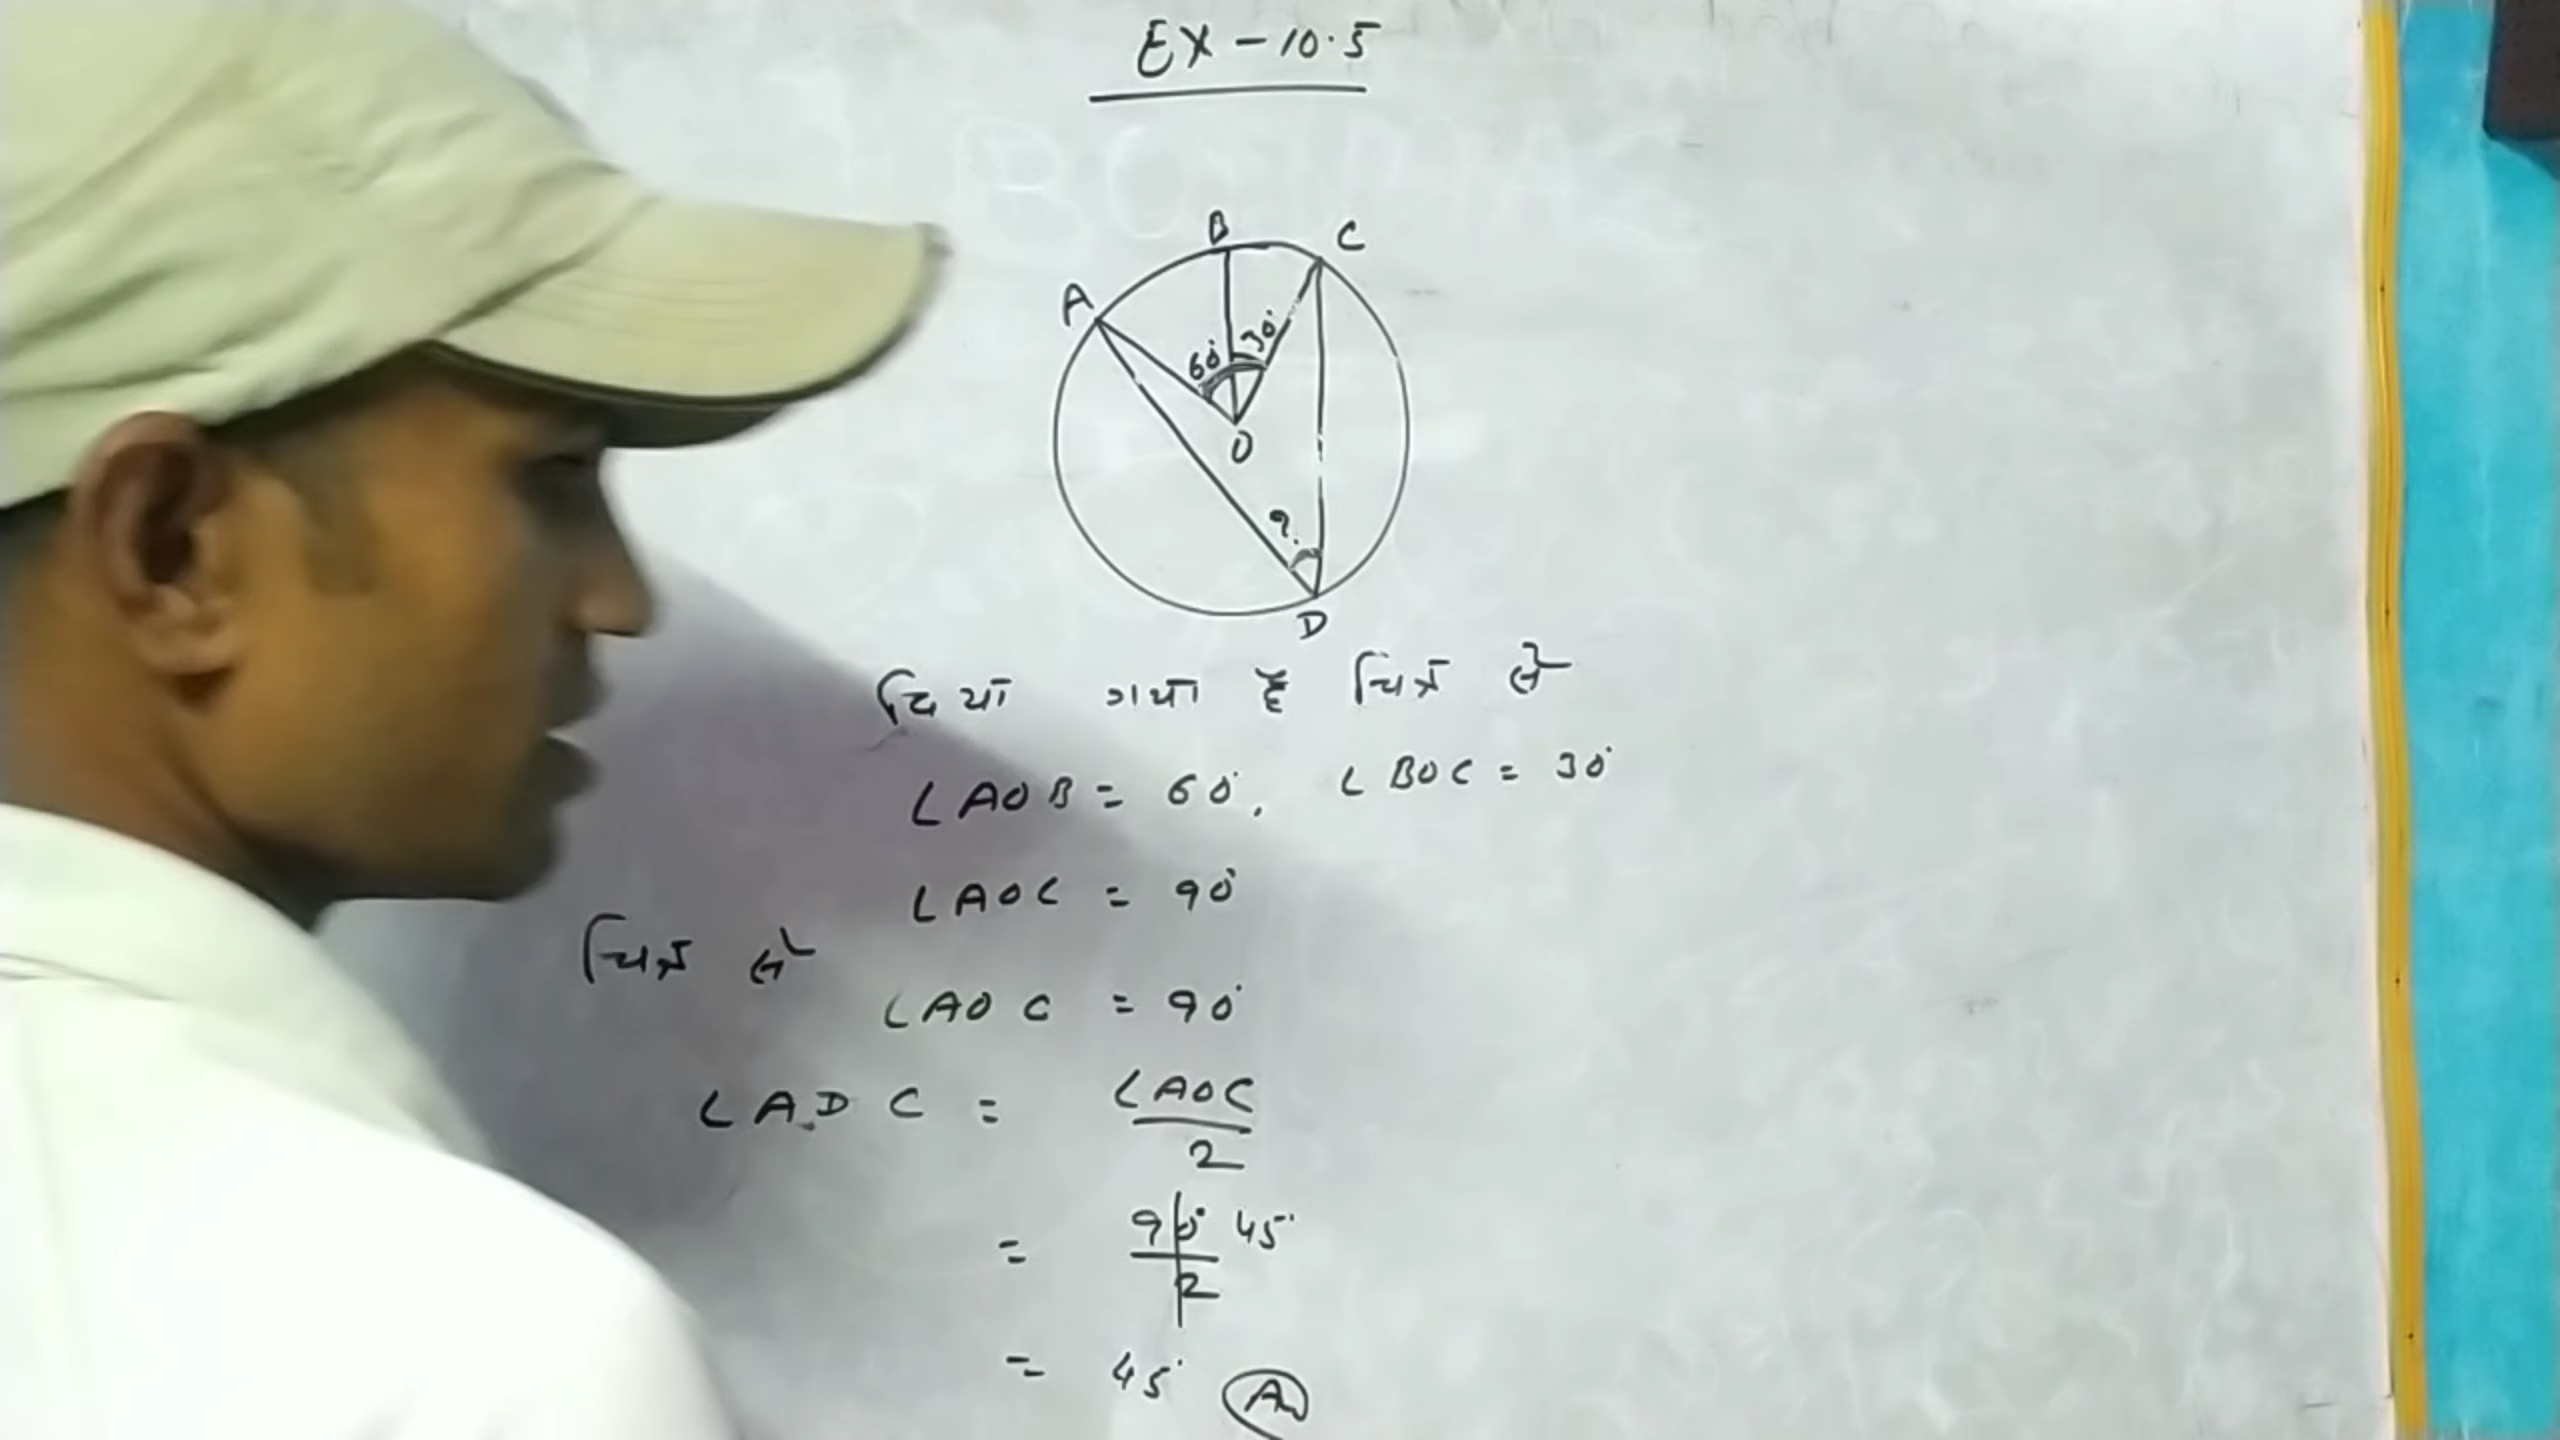 EX - 10.5
B C
A
60° 30°
O
?
D
दिया गया है चित्र से
∠AOB = 60°, ∠BOC = 30°
∠AOC = 90°
चित्र से
∠AOC = 90°
∠ADC = ∠AOC / 2
= 90° / 2 45°
= 45° Ans